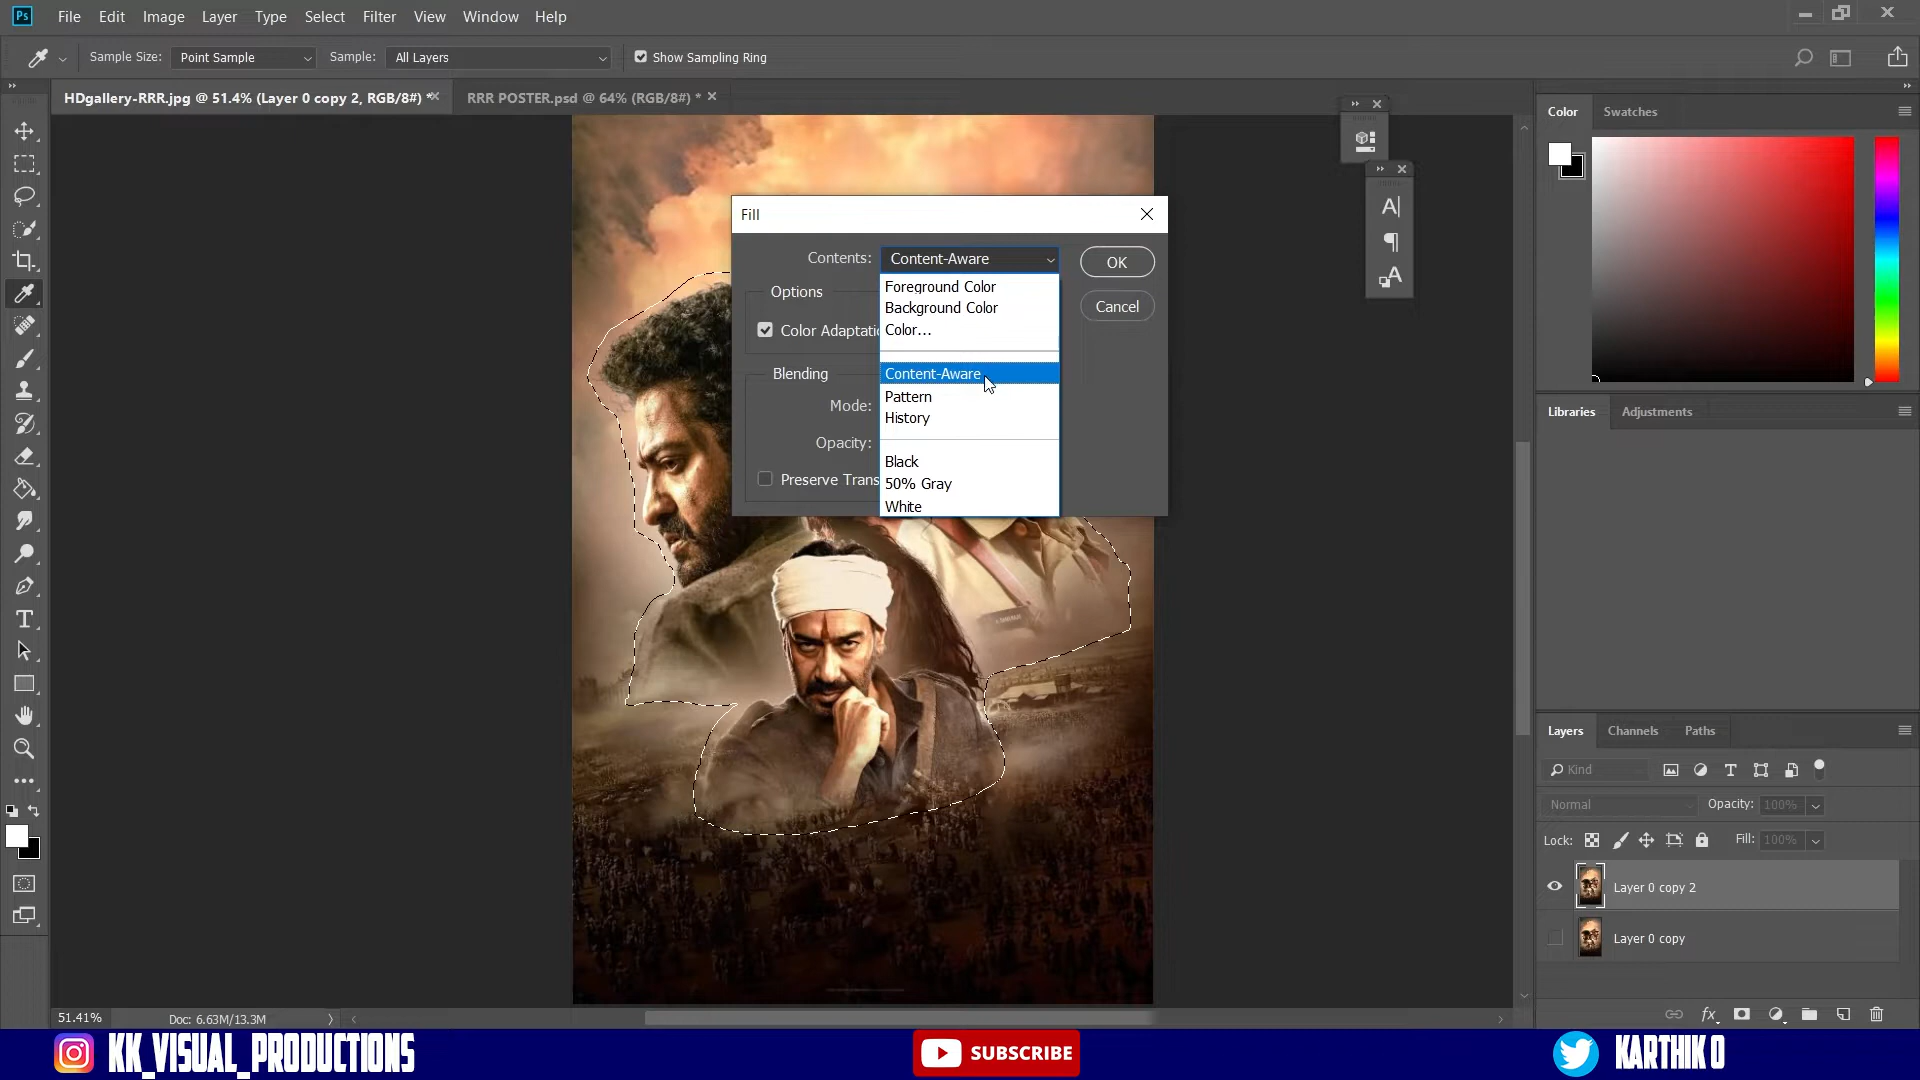 Ps File Edit Image Layer Type Select Filter View Window Help
Sample Size: Point Sample Sample: All Layers Show Sampling Ring
HDgallery-RRR.jpg @ 51.4% (Layer 0 copy 2, RGB/8#) * RRR POSTER.psd @ 64% (RGB/8#) *
Color Swatches
Fill
Contents: Content-Aware OK
Foreground Color
Options
Background Color
Cancel
Color Adaptatio
Color...
Blending
Content-Aware
Mode:
Pattern
History
Opacity:
Black
Preserve Trans
50% Gray
White
Libraries Adjustments
Layers Channels Paths
Kind
Normal Opacity: 100%
Lock: Fill: 100%
Layer 0 copy 2
Layer 0 copy
fx
51.41% Doc: 6.63M/13.3M
KK_VISUAL_PRODUCTIONS SUBSCRIBE KARTHIK O